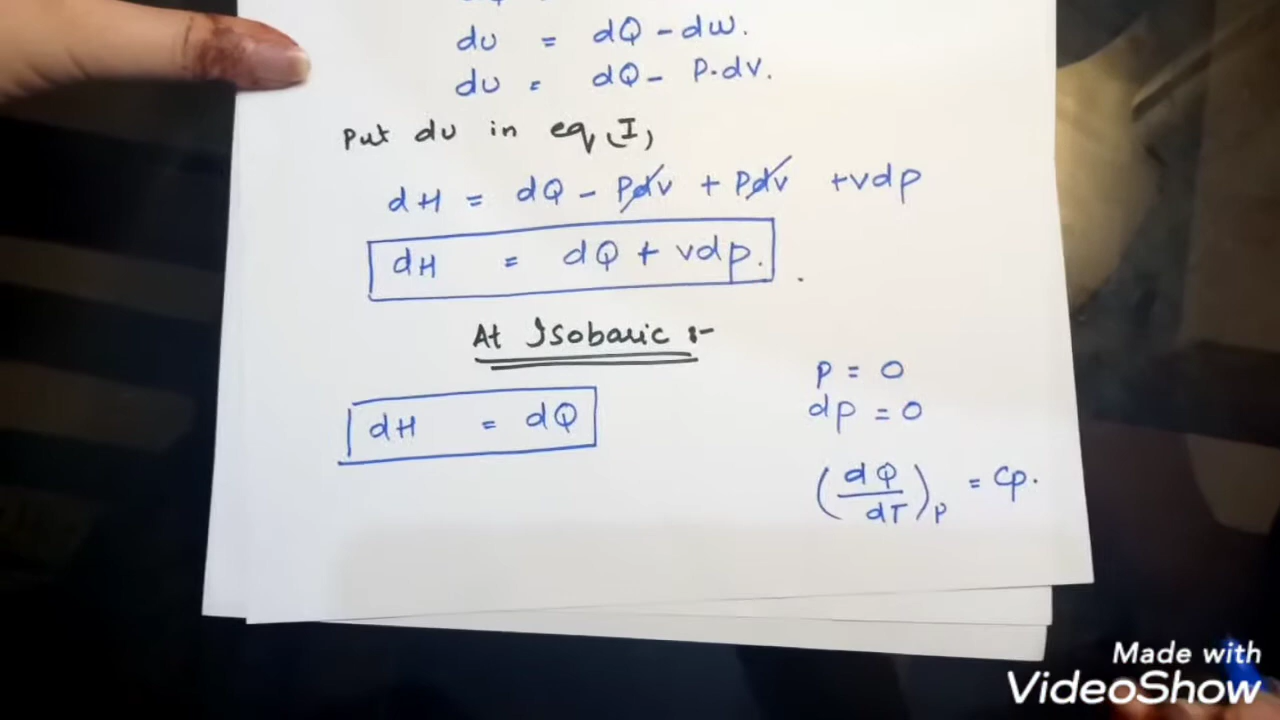 dU = dQ - dw.
dU = dQ - P.dv.
Put dU in eq I,
dH = dQ - Pdv + Pdv + vdp
dH = dQ + vdp.
At Isobaric :-
P = 0
dp = 0
dH = dQ
(dQ/dT)p = Cp.
Made with
VideoShow